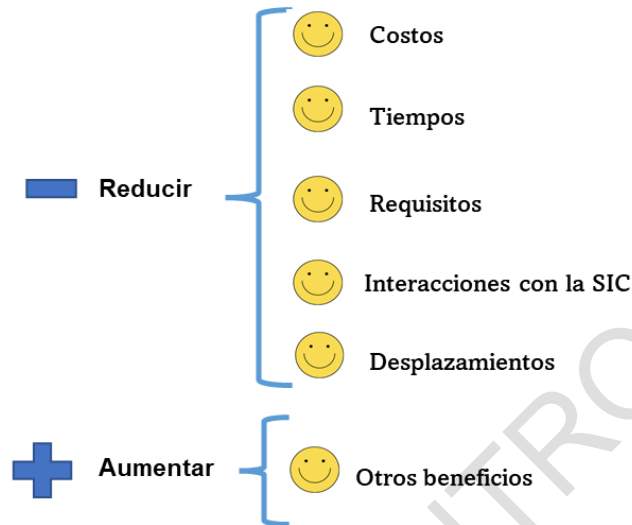 Costos
Tiempos
Reducir
Requisitos
Interacciones con la SIC
Desplazamientos
Aumentar
Otros beneficios